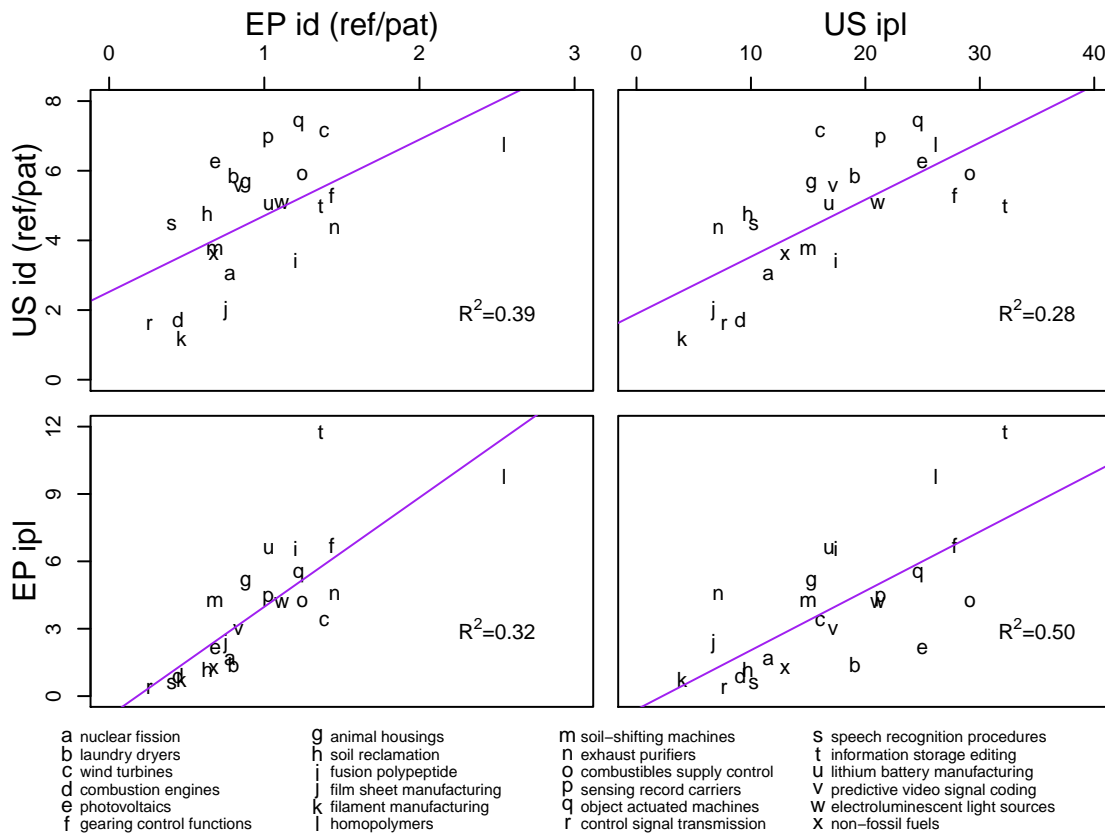 EP id (ref/pat)
US ipl
0 1 2 3
0 10 20 30 40
US id (ref/pat)
0 2 4 6 8
a b c d e f g h i j k l m n o p q r s t u v w x
R²=0.39
a b c d e f g h i j k l m n o p q r s t u v w x
R²=0.28
EP ipl
0 3 6 9 12
a b c d e f g h i j k l m n o p q r s t u v w x
R²=0.32
a b c d e f g h i j k l m n o p q r s t u v w x
R²=0.50
a nuclear fission
b laundry dryers
c wind turbines
d combustion engines
e photovoltaics
f gearing control functions
g animal housings
h soil reclamation
i fusion polypeptide
j film sheet manufacturing
k filament manufacturing
l homopolymers
m soil−shifting machines
n exhaust purifiers
o combustibles supply control
p sensing record carriers
q object actuated machines
r control signal transmission
s speech recognition procedures
t information storage editing
u lithium battery manufacturing
v predictive video signal coding
w electroluminescent light sources
x non−fossil fuels